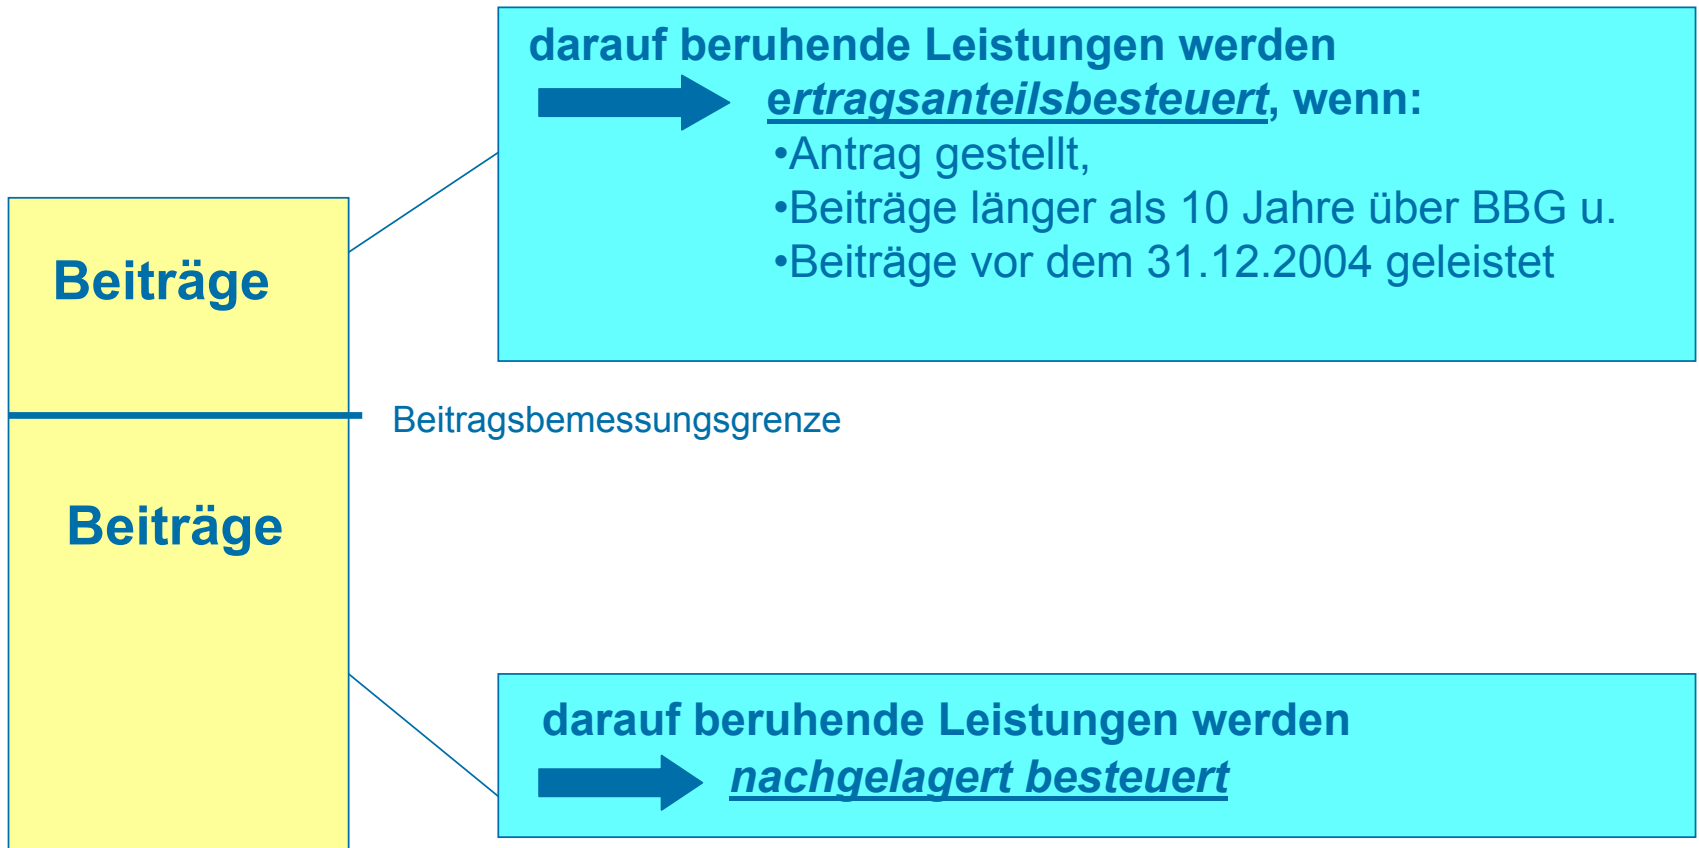 darauf beruhende Leistungen werden
ertragsanteilsbesteuert, wenn:
•Antrag gestellt,
•Beiträge länger als 10 Jahre über BBG u.
•Beiträge vor dem 31.12.2004 geleistet
Beiträge
Beitragsbemessungsgrenze
Beiträge
darauf beruhende Leistungen werden
nachgelagert besteuert